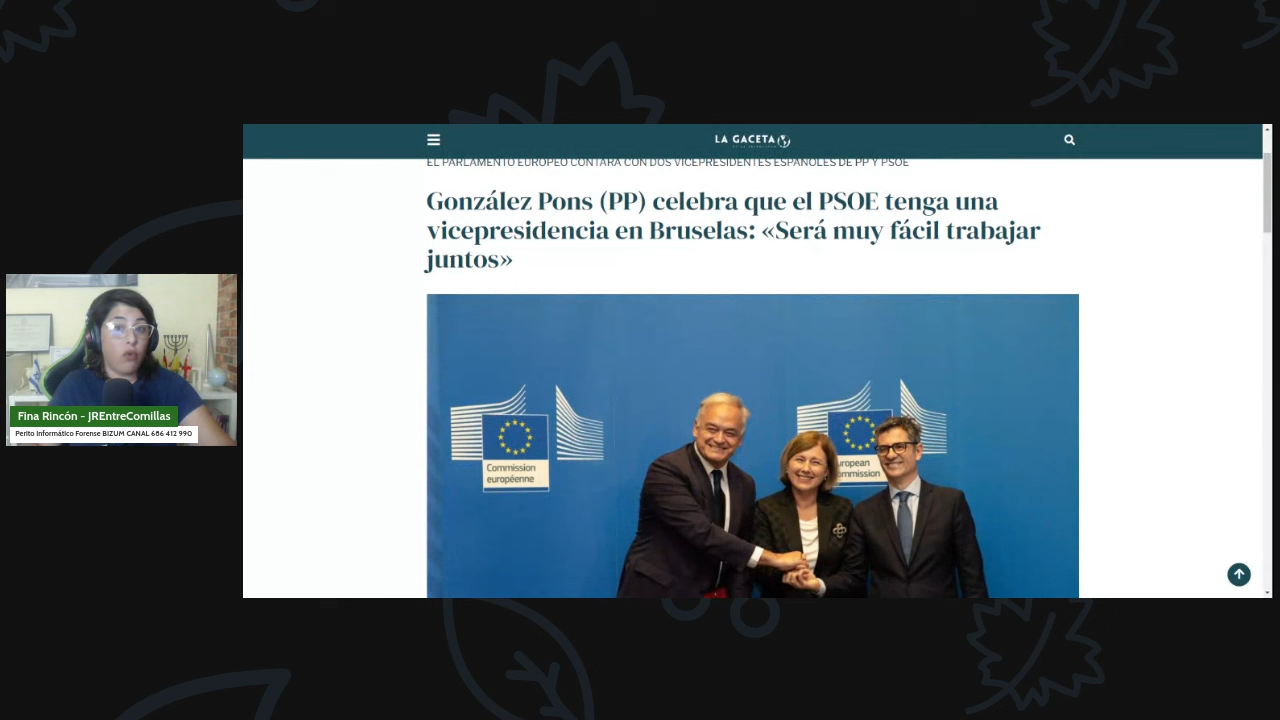 LA GACETA
EL PARLAMENTO EUROPEO CONTARÁ CON DOS VICEPRESIDENTES ESPAÑOLES DE PP Y PSOE
González Pons (PP) celebra que el PSOE tenga una
vicepresidencia en Bruselas: «Será muy fácil trabajar
juntos»
Commission
européenne
European
Commission
Fina Rincón - JREntreComillas
Perito Informático Forense BIZUM CANAL 686 412 990